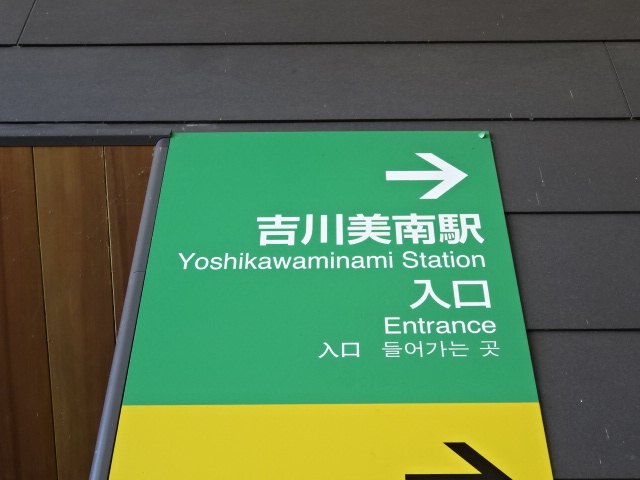 吉川美南駅
Yoshikawaminami Station
入口
Entrance
入口 들어가는 곳